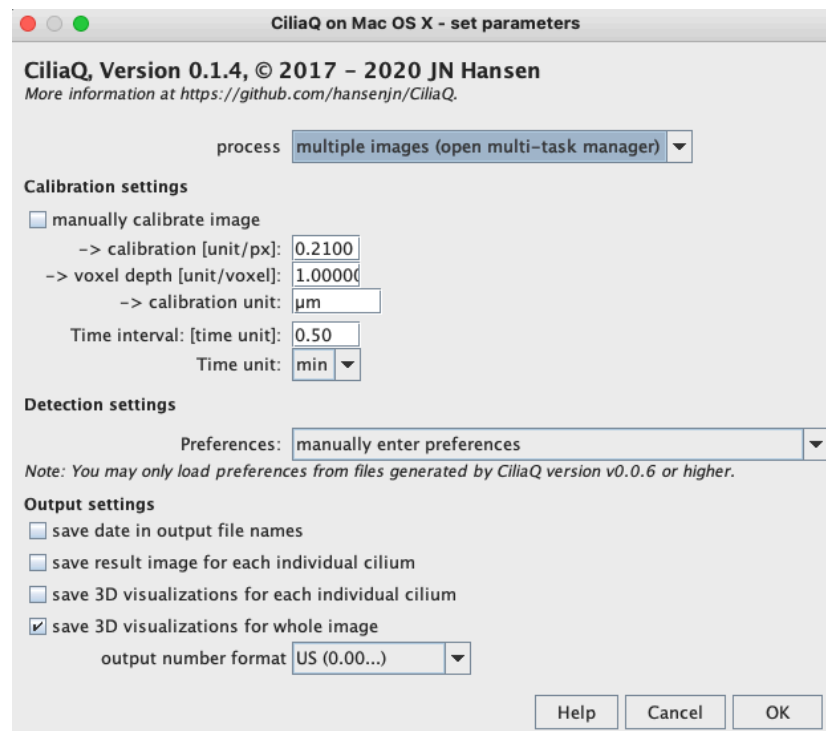 CiliaQ on Mac OS X - set parameters
CiliaQ, Version 0.1.4, © 2017 – 2020 JN Hansen
More information at https://github.com/hansenjn/CiliaQ.
process multiple images (open multi-task manager)
Calibration settings
manually calibrate image
-> calibration [unit/px]: 0.2100
-> voxel depth [unit/voxel]: 1.00000
-> calibration unit: µm
Time interval: [time unit]: 0.50
Time unit: min
Detection settings
Preferences: manually enter preferences
Note: You may only load preferences from files generated by CiliaQ version v0.0.6 or higher.
Output settings
save date in output file names
save result image for each individual cilium
save 3D visualizations for each individual cilium
save 3D visualizations for whole image
output number format US (0.00...)
Help Cancel OK